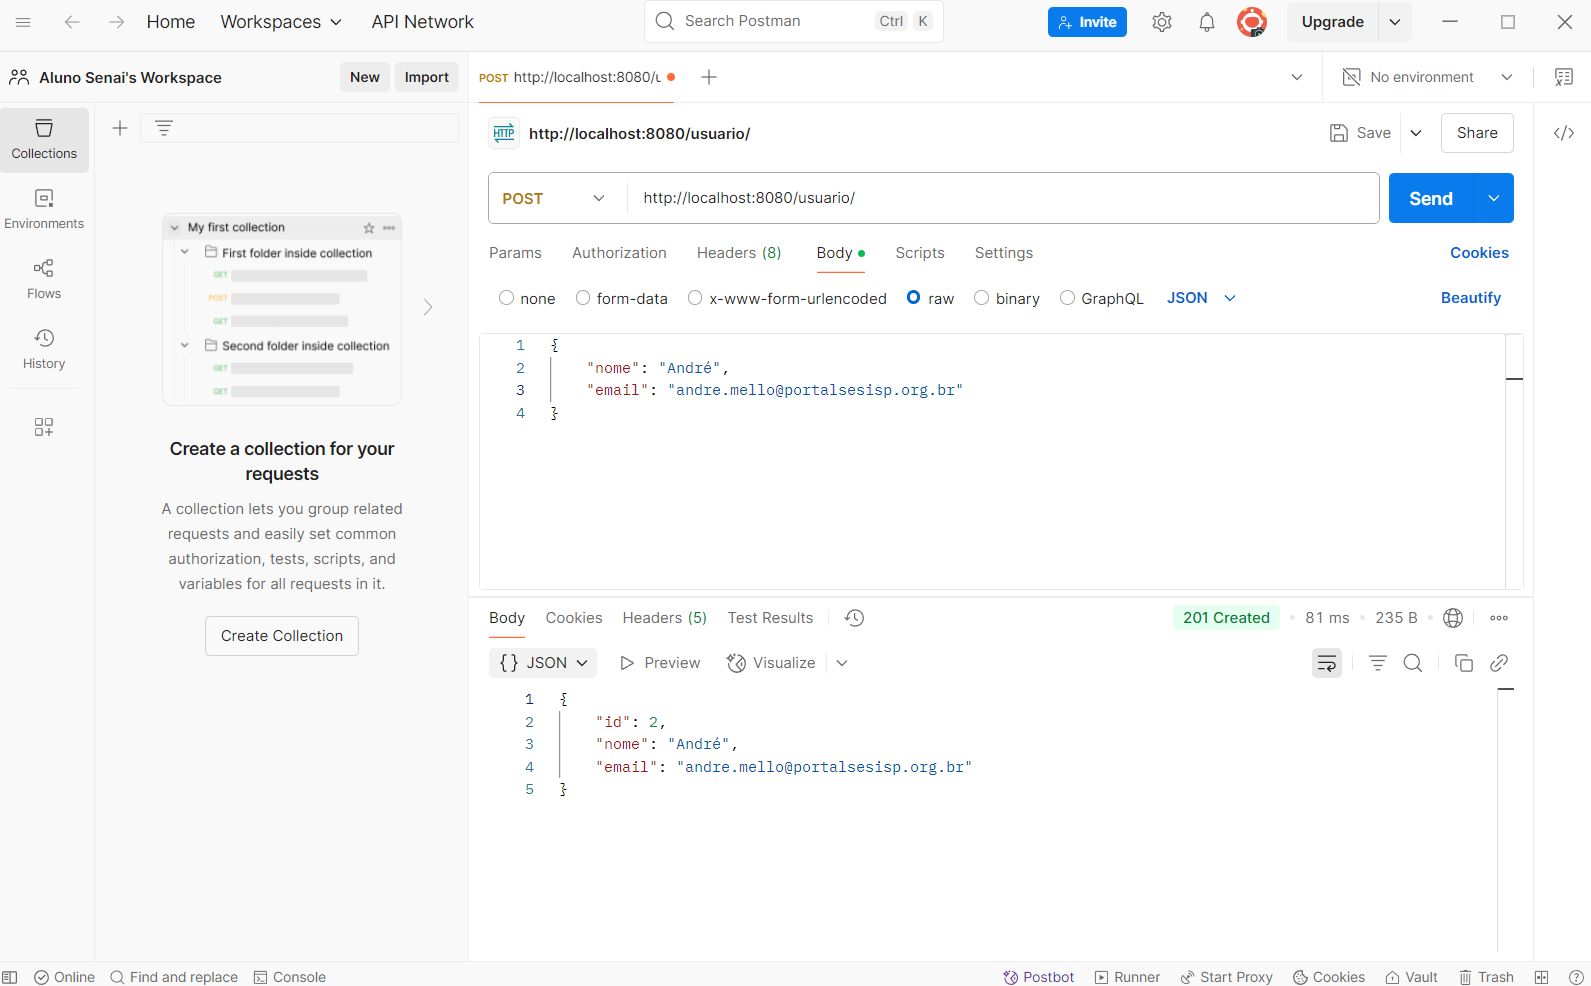 Home Workspaces API Network Search Postman Ctrl K Invite Upgrade
Aluno Senai's Workspace New Import POST http://localhost:8080/u No environment
Collections
Environments
Flows
History
My first collection
First folder inside collection
GET
POST
GET
Second folder inside collection
GET
GET
Create a collection for your
requests
A collection lets you group related
requests and easily set common
authorization, tests, scripts, and
variables for all requests in it.
Create Collection
HTTP http://localhost:8080/usuario/ Save Share
POST http://localhost:8080/usuario/ Send
Params Authorization Headers (8) Body Scripts Settings Cookies
none form-data x-www-form-urlencoded raw binary GraphQL JSON Beautify
1 {
2 "nome": "André",
3 "email": "andre.mello@portalsesisp.org.br"
4 }
Body Cookies Headers (5) Test Results 201 Created 81 ms 235 B
{} JSON Preview Visualize
1 {
2 "id": 2,
3 "nome": "André",
4 "email": "andre.mello@portalsesisp.org.br"
5 }
Online Find and replace Console Postbot Runner Start Proxy Cookies Vault Trash